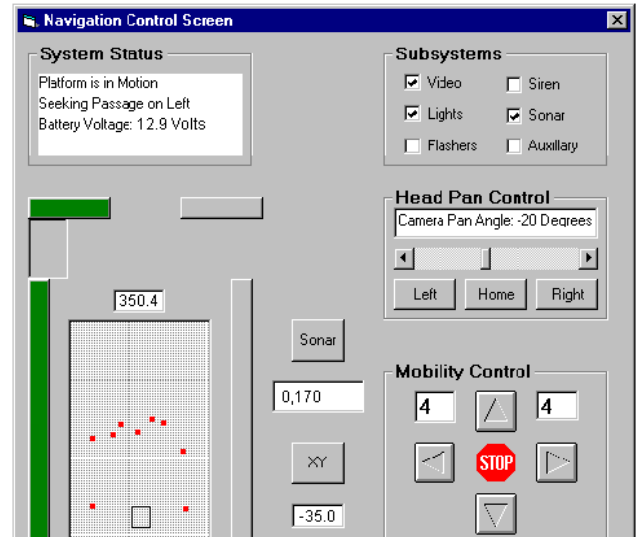 Navigation Control Screen
System Status
Platform is in Motion
Seeking Passage on Left
Battery Voltage: 12.9 Volts
Subsystems
Video
Siren
Lights
Sonar
Flashers
Auxillary
Head Pan Control
Camera Pan Angle: -20 Degrees
Left
Home
Right
350.4
Sonar
0,170
XY
-35.0
Mobility Control
4
4
STOP